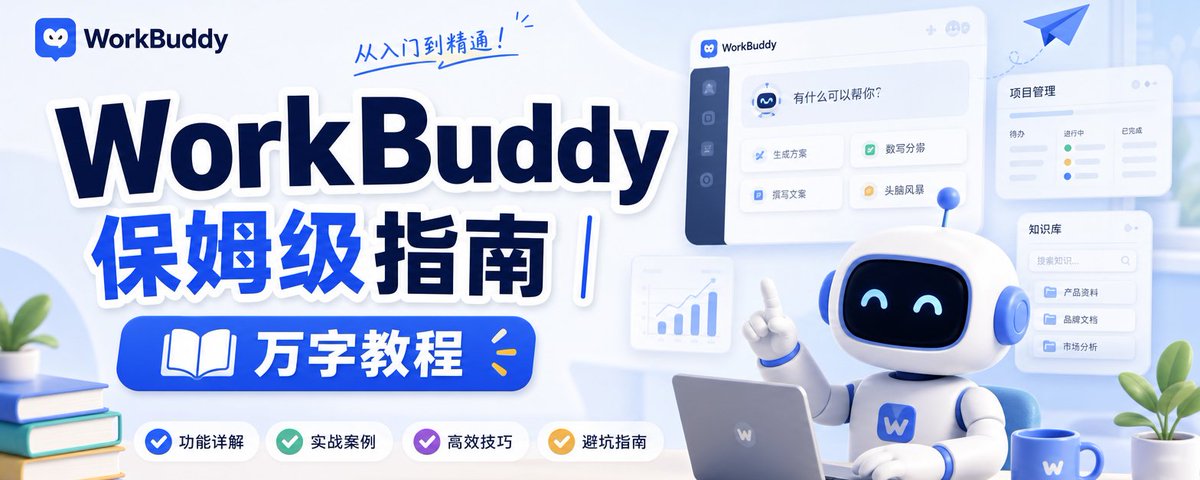 WorkBuddy
从入门到精通！
WorkBuddy
保姆级指南
万字教程
功能详解
实战案例
高效技巧
避坑指南
WorkBuddy
有什么可以帮你？
生成方案
撰写文案
头脑风暴
项目管理
待办
进行中
已完成
知识库
搜索知识...
产品资料
品牌文档
市场分析
W
W
W